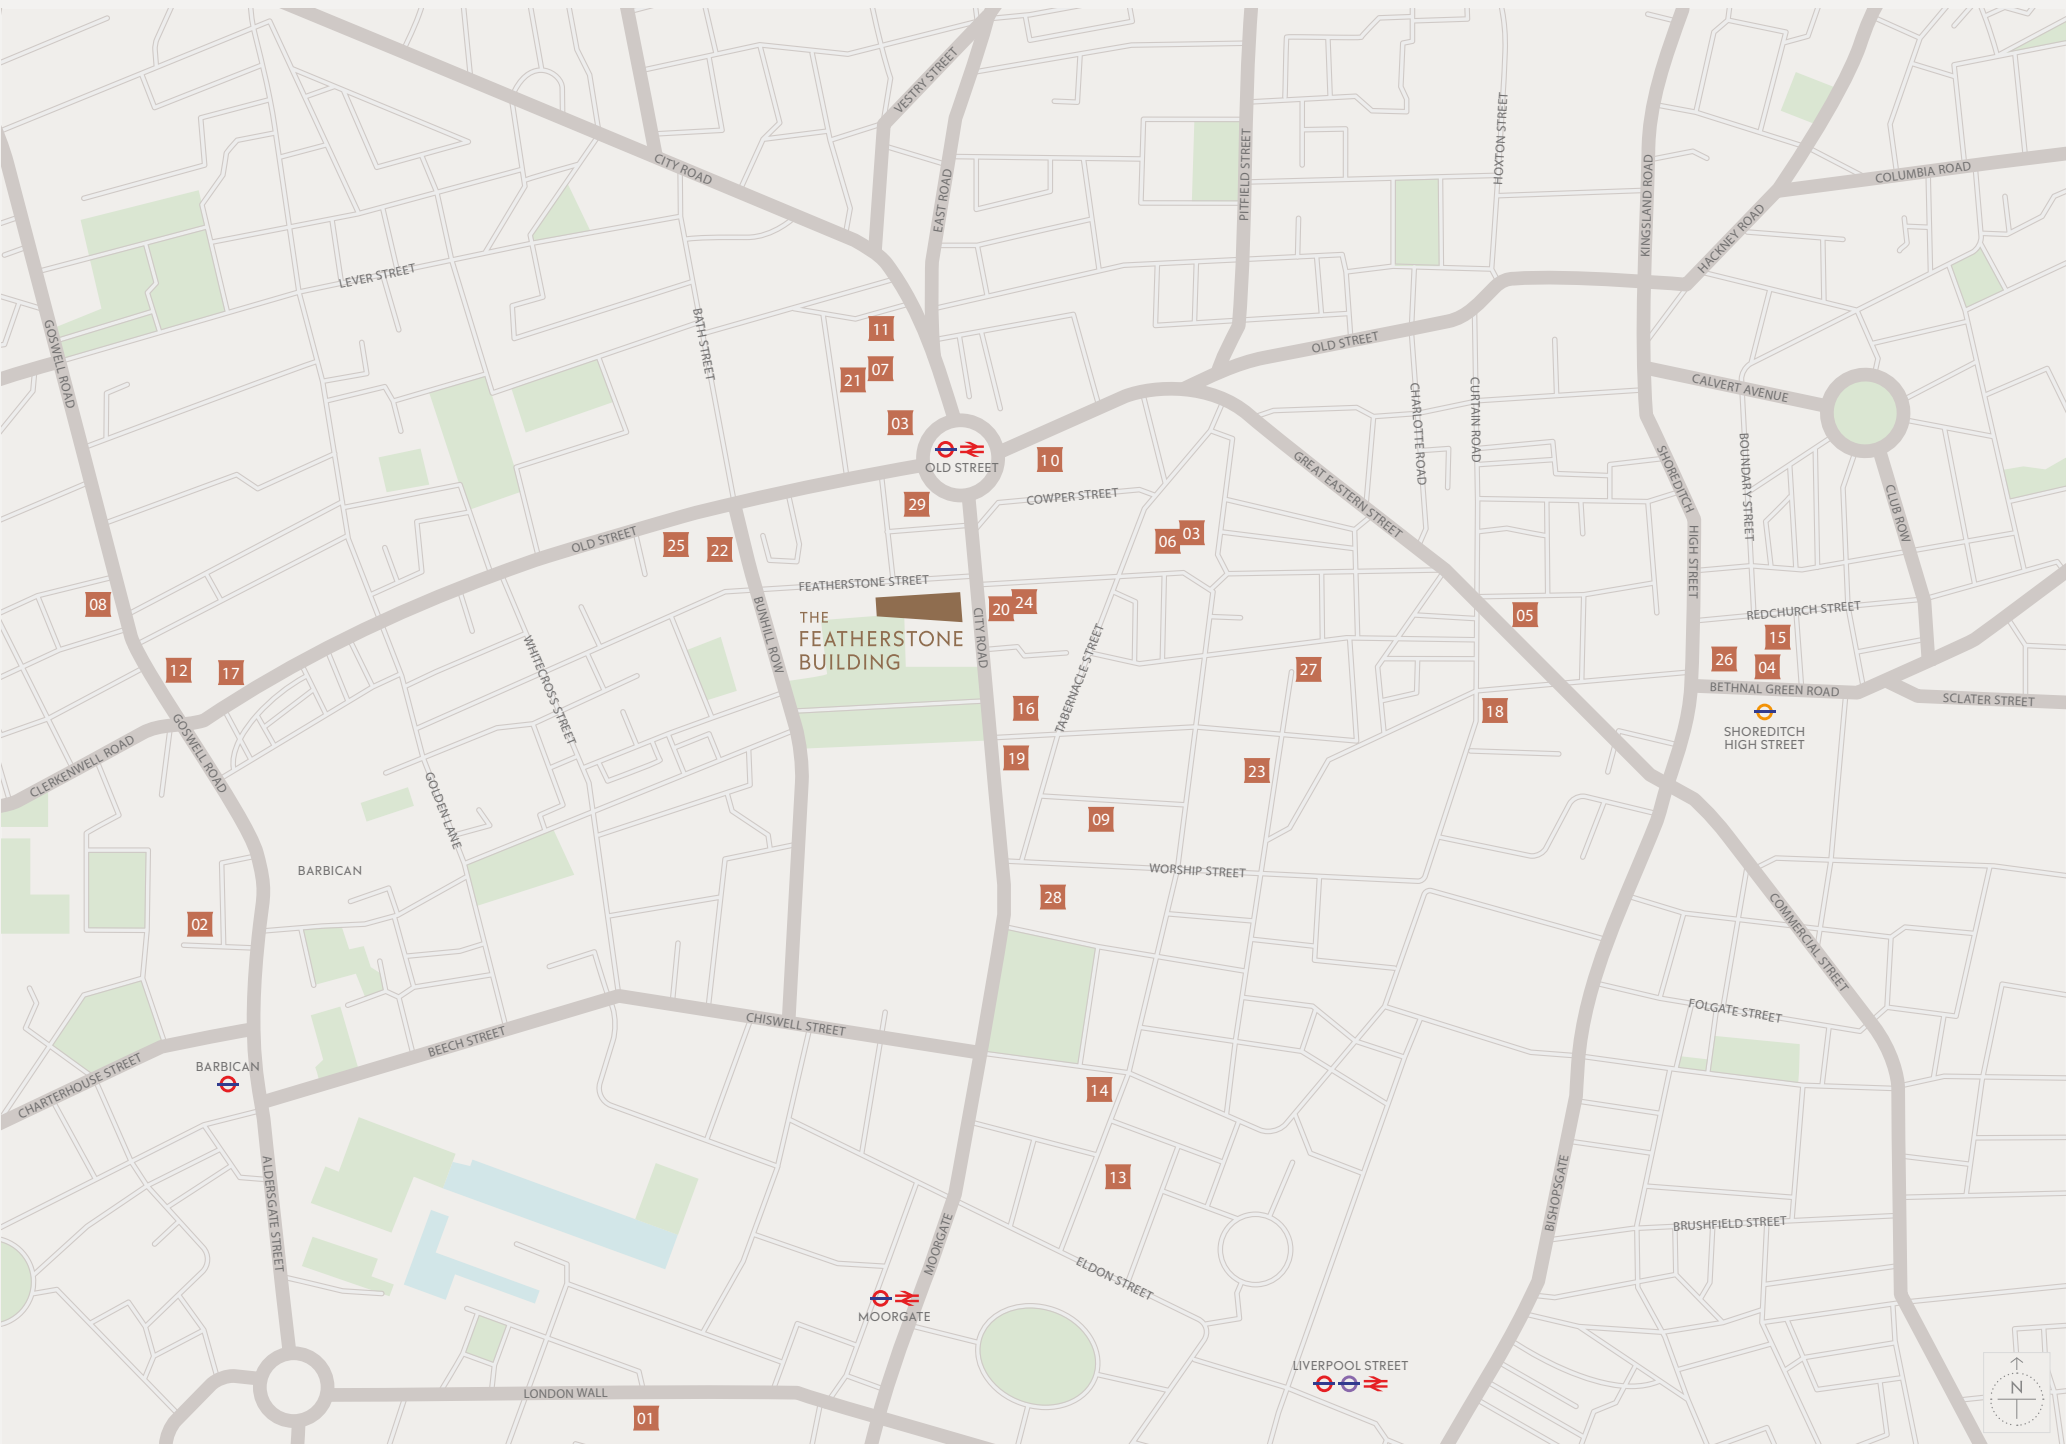 VESTRY STREET
HOXTON STREET
CITY ROAD
EAST ROAD
PITFIELD STREET
KINGSLAND ROAD
COLUMBIA ROAD
HACKNEY ROAD
LEVER STREET
BATH STREET
GOSWELL ROAD
11
07
21
OLD STREET
CALVERT AVENUE
CHARLOTTE ROAD
CURTAIN ROAD
03
OLD STREET
10
GREAT EASTERN STREET
SHOREDITCH
HIGH STREET
BOUNDARY STREET
CLUB ROW
COWPER STREET
29
OLD STREET
25
22
06
03
FEATHERSTONE STREET
THE
FEATHERSTONE
BUILDING
BUNHILL ROW
CITY ROAD
20
24
08
05
REDCHURCH STREET
15
26
04
BETHNAL GREEN ROAD
SCLATER STREET
SHOREDITCH
HIGH STREET
12
17
WHITECROSS STREET
TABERNACLE STREET
27
16
18
GOSWELL ROAD
CLERKENWELL ROAD
19
23
GOLDEN LANE
09
BARBICAN
WORSHIP STREET
28
02
COMMERCIAL STREET
FOLGATE STREET
CHISWELL STREET
BEECH STREET
BARBICAN
CHARTERHOUSE STREET
14
13
ALDERSGATE STREET
BISHOPSGATE
BRUSHFIELD STREET
MOORGATE
ELDON STREET
MOORGATE
LIVERPOOL STREET
LONDON WALL
01
N